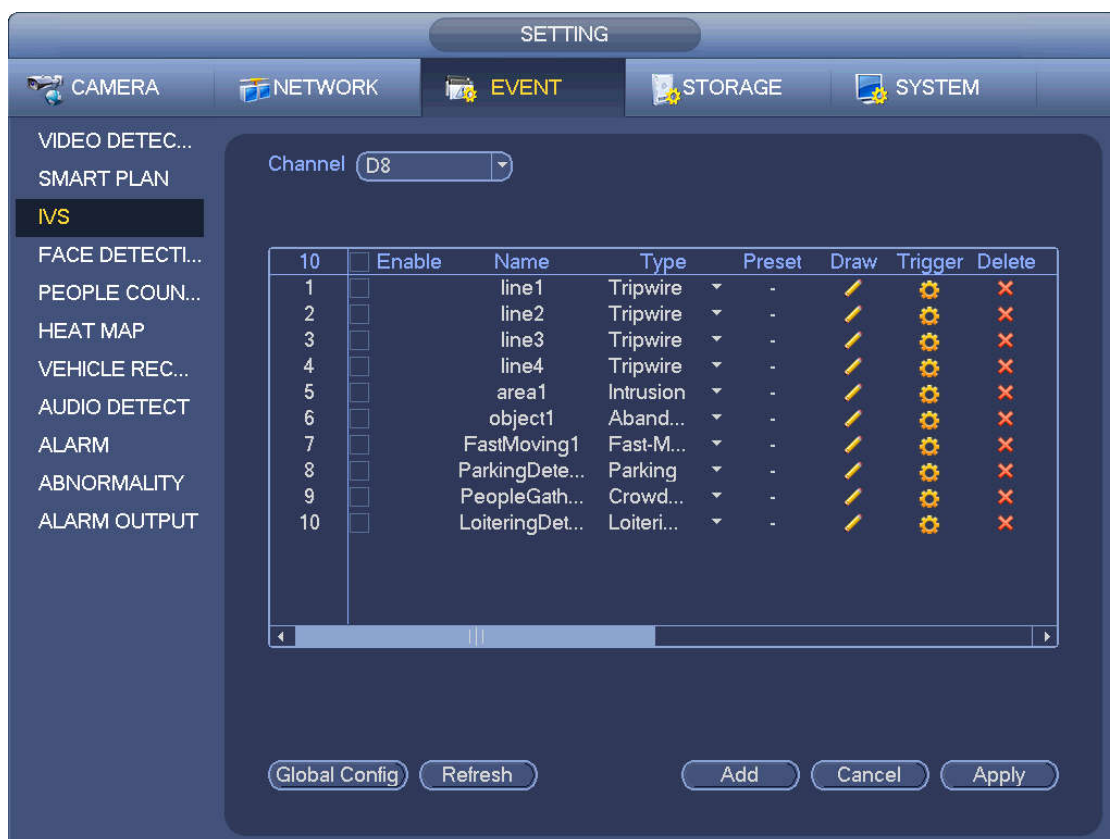 SETTING
CAMERA NETWORK EVENT STORAGE SYSTEM
VIDEO DETEC...
SMART PLAN
IVS
FACE DETECTI...
PEOPLE COUN...
HEAT MAP
VEHICLE REC...
AUDIO DETECT
ALARM
ABNORMALITY
ALARM OUTPUT
Channel D8
10 Enable Name Type Preset Draw Trigger Delete
1 line1 Tripwire -
2 line2 Tripwire -
3 line3 Tripwire -
4 line4 Tripwire -
5 area1 Intrusion -
6 object1 Aband... -
7 FastMoving1 Fast-M... -
8 ParkingDete... Parking -
9 PeopleGath... Crowd... -
10 LoiteringDet... Loiteri... -
Global Config Refresh Add Cancel Apply